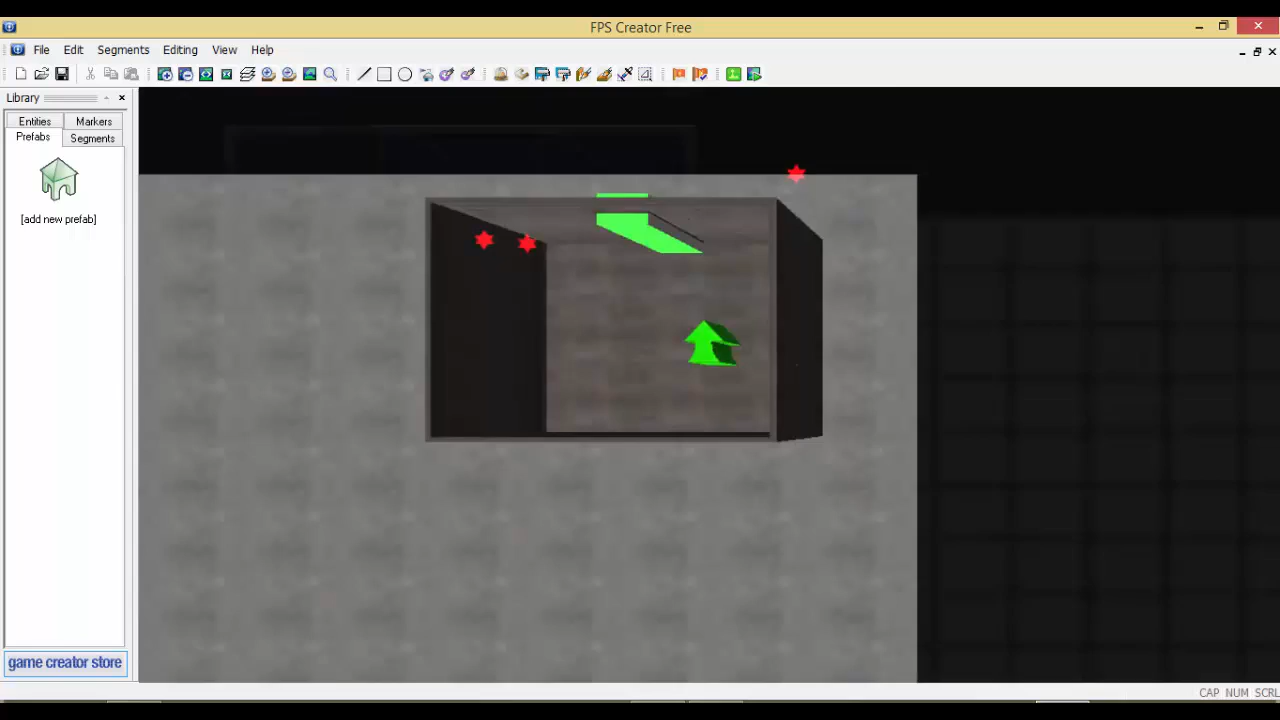 FPS Creator Free
File Edit Segments Editing View Help
Library
Entities Markers
Prefabs Segments
[add new prefab]
game creator store
CAP NUM SCRL